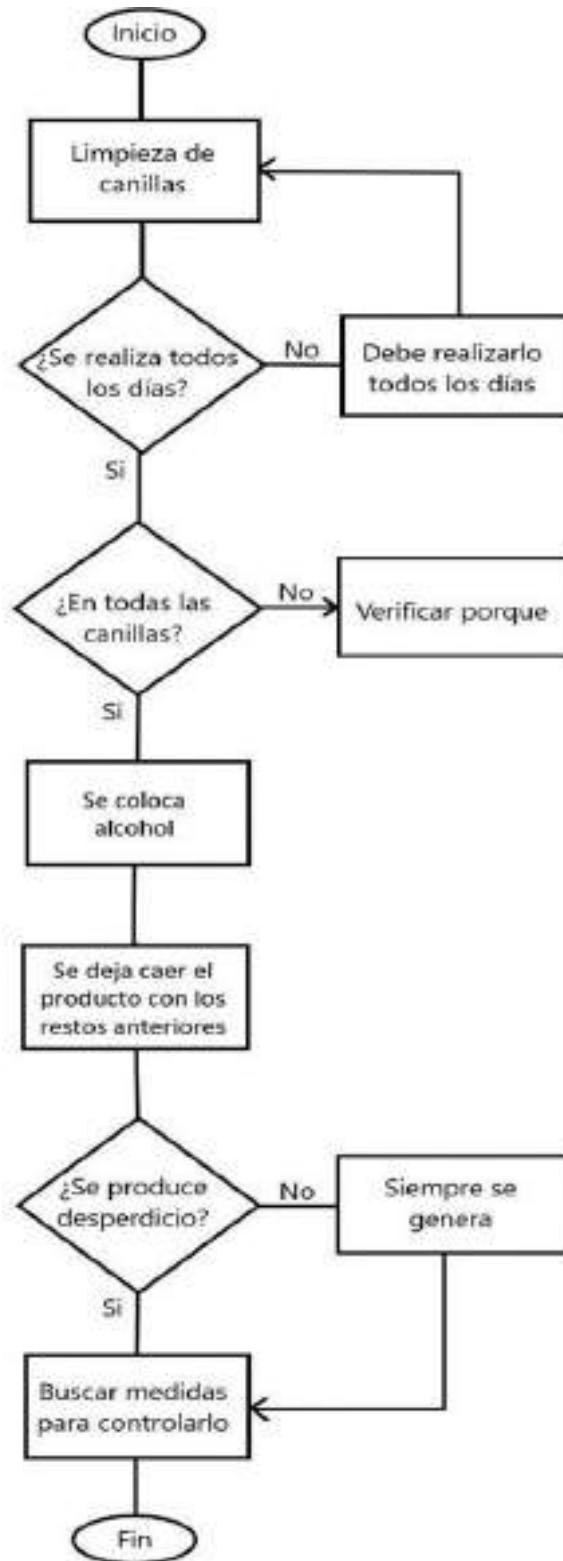 Inicio
Limpieza de
canillas
¿Se realiza todos
los días?
No
Debe realizarlo
todos los días
Si
¿En todas las
canillas?
No
Verificar porque
Si
Se coloca
alcohol
Se deja caer el
producto con los
restos anteriores
¿Se produce
desperdicio?
No
Siempre se
genera
Si
Buscar medidas
para controlarlo
Fin